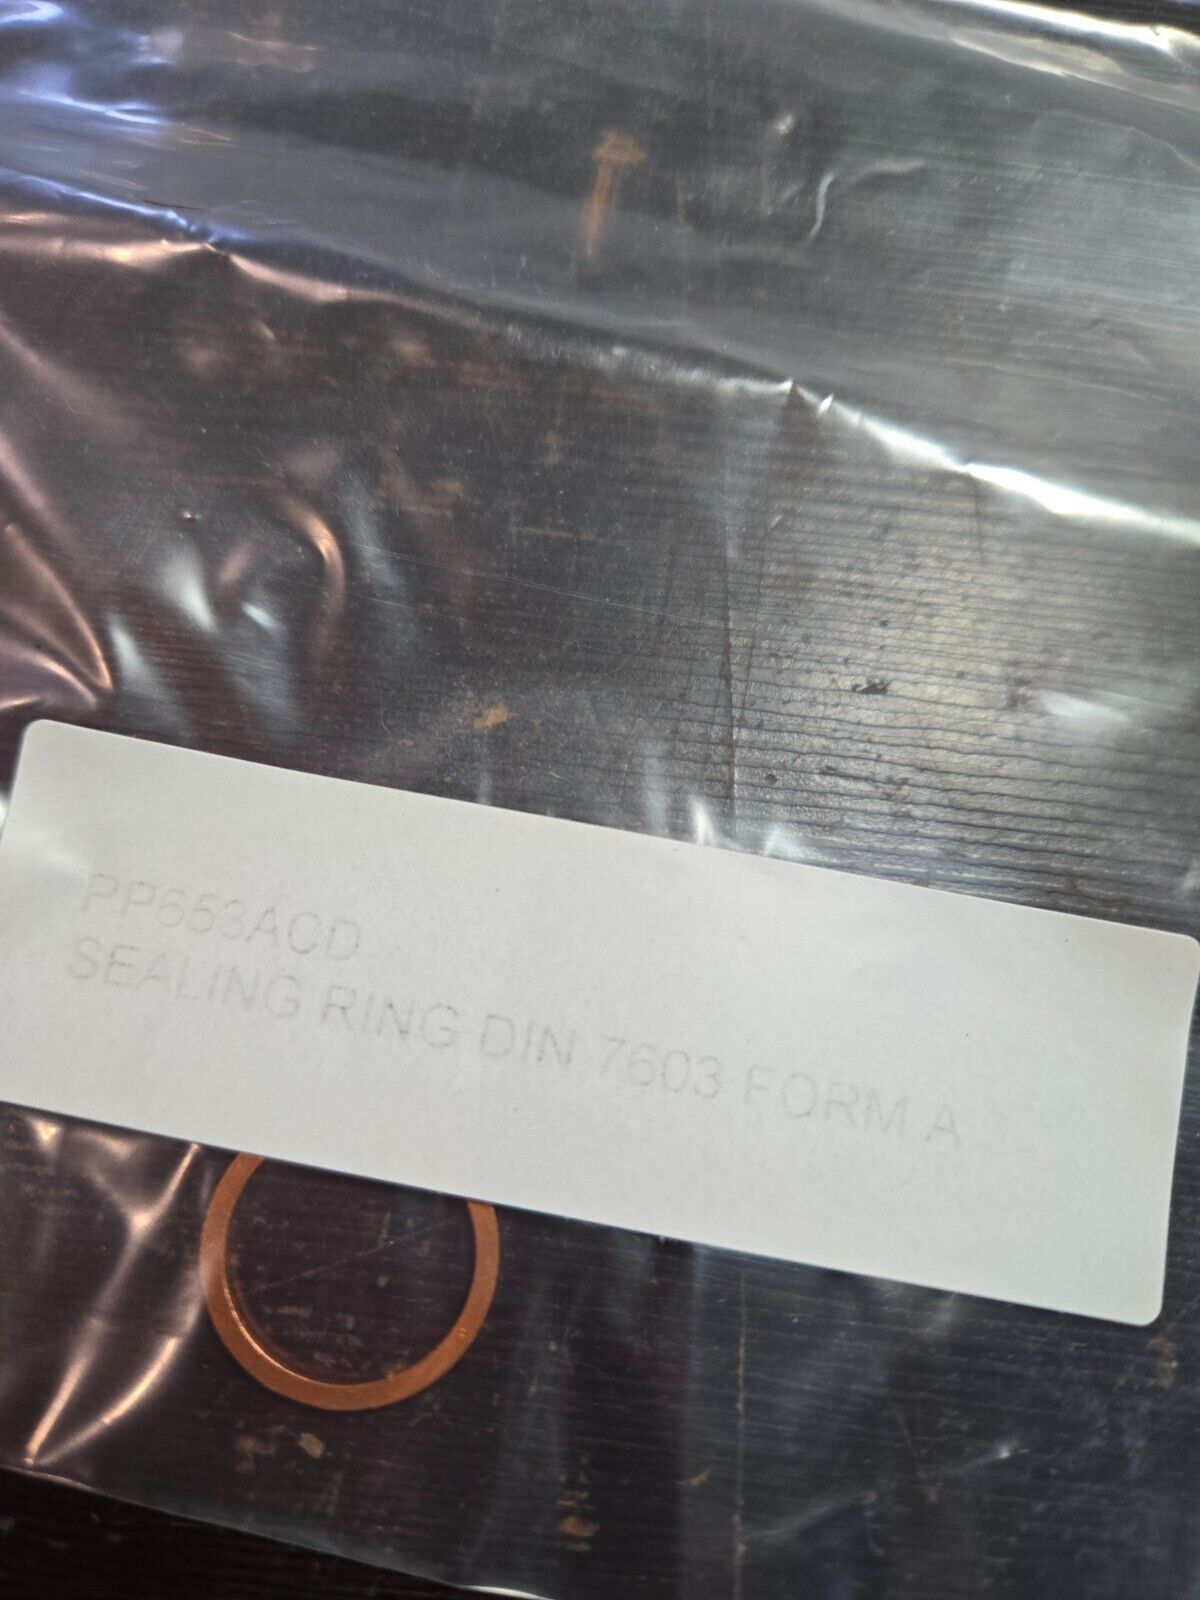 PP653ACD
SEALING RING DIN 7603 FORM A